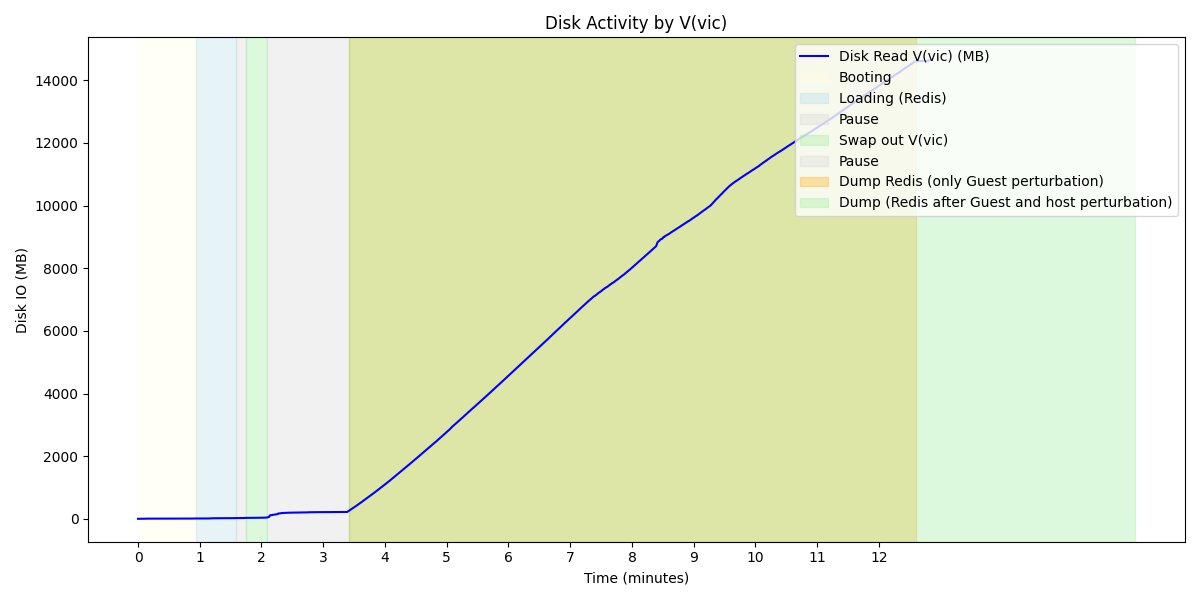 Disk Activity by V(vic)
Disk IO (MB)
14000
12000
10000
8000
6000
4000
2000
0
Disk Read V(vic) (MB)
Booting
Loading (Redis)
Pause
Swap out V(vic)
Pause
Dump Redis (only Guest perturbation)
Dump (Redis after Guest and host perturbation)
0 1 2 3 4 5 6 7 8 9 10 11 12
Time (minutes)